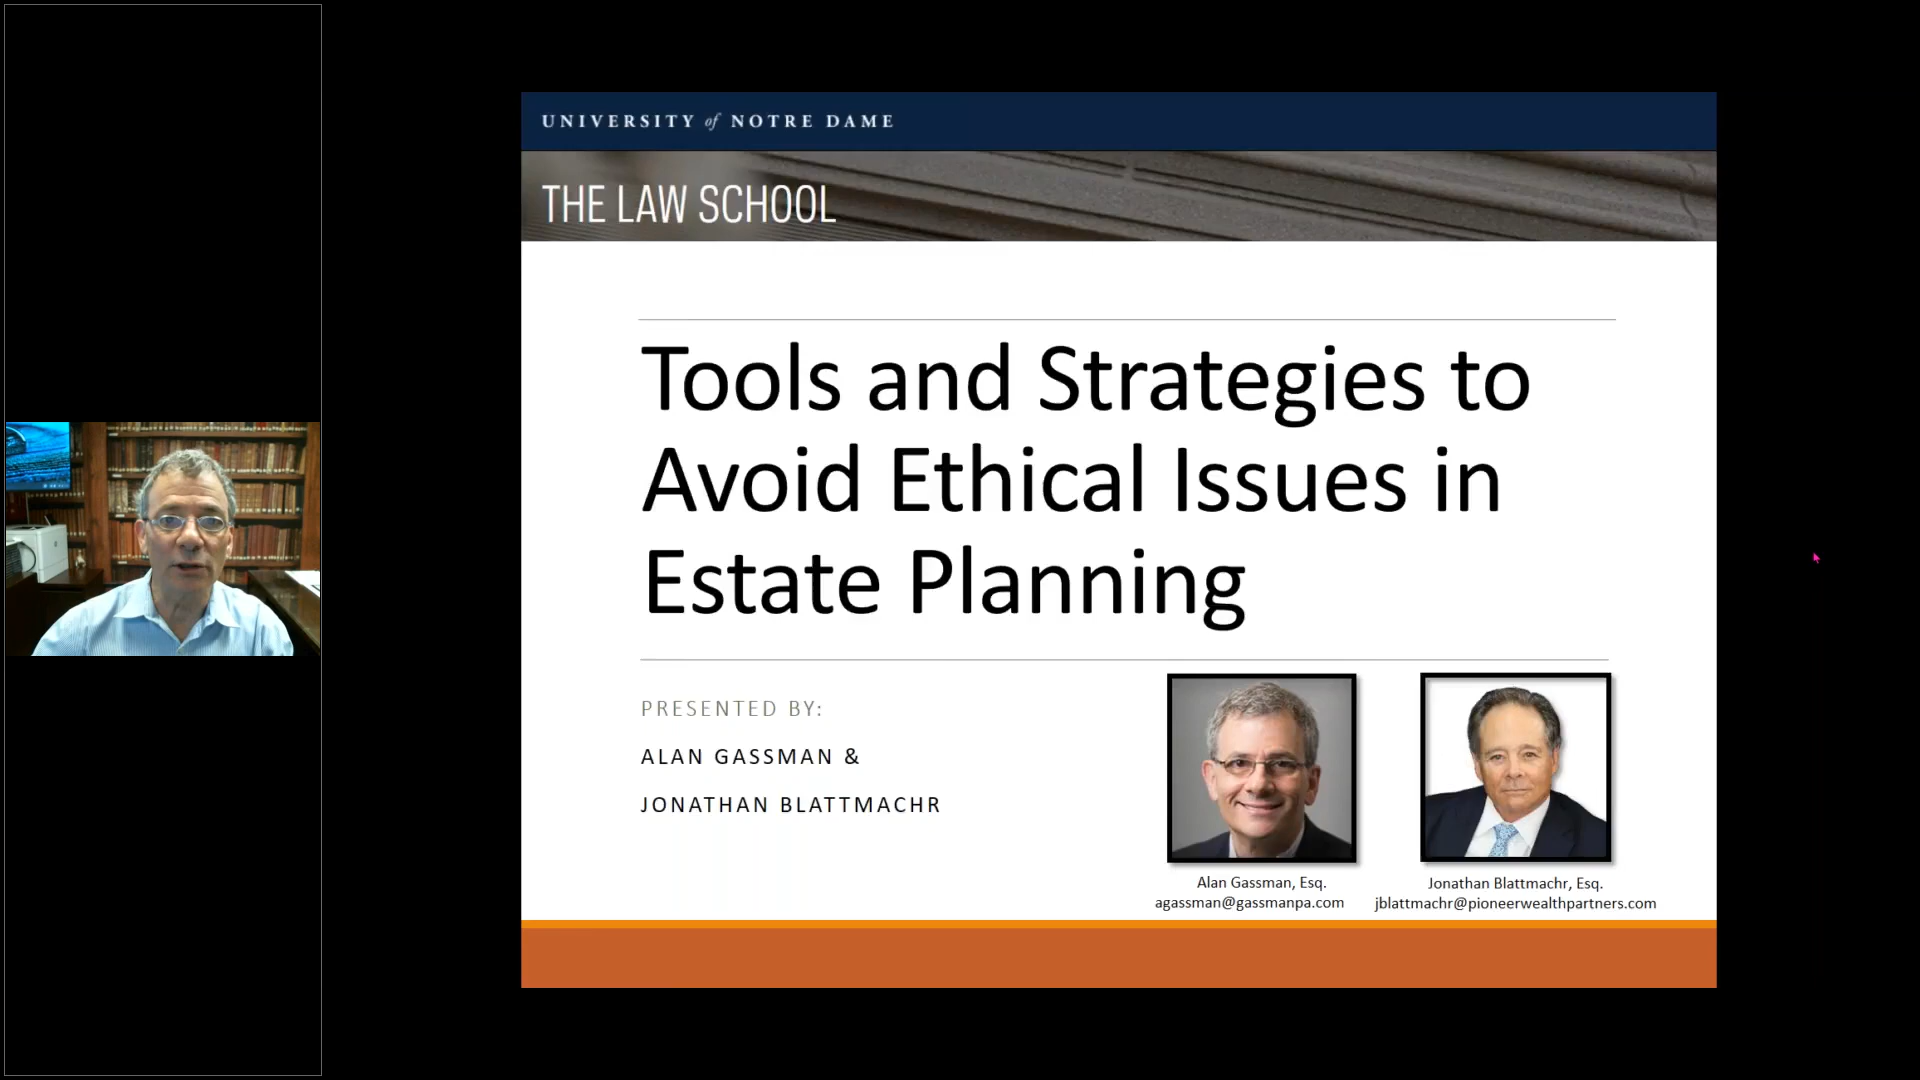 UNIVERSITY of NOTRE DAME
THE LAW SCHOOL
Tools and Strategies to
Avoid Ethical Issues in
Estate Planning
PRESENTED BY:
ALAN GASSMAN &
JONATHAN BLATTMACHR
Alan Gassman, Esq.
agassman@gassmanpa.com
Jonathan Blattmachr, Esq.
jblattmachr@pioneerwealthpartners.com